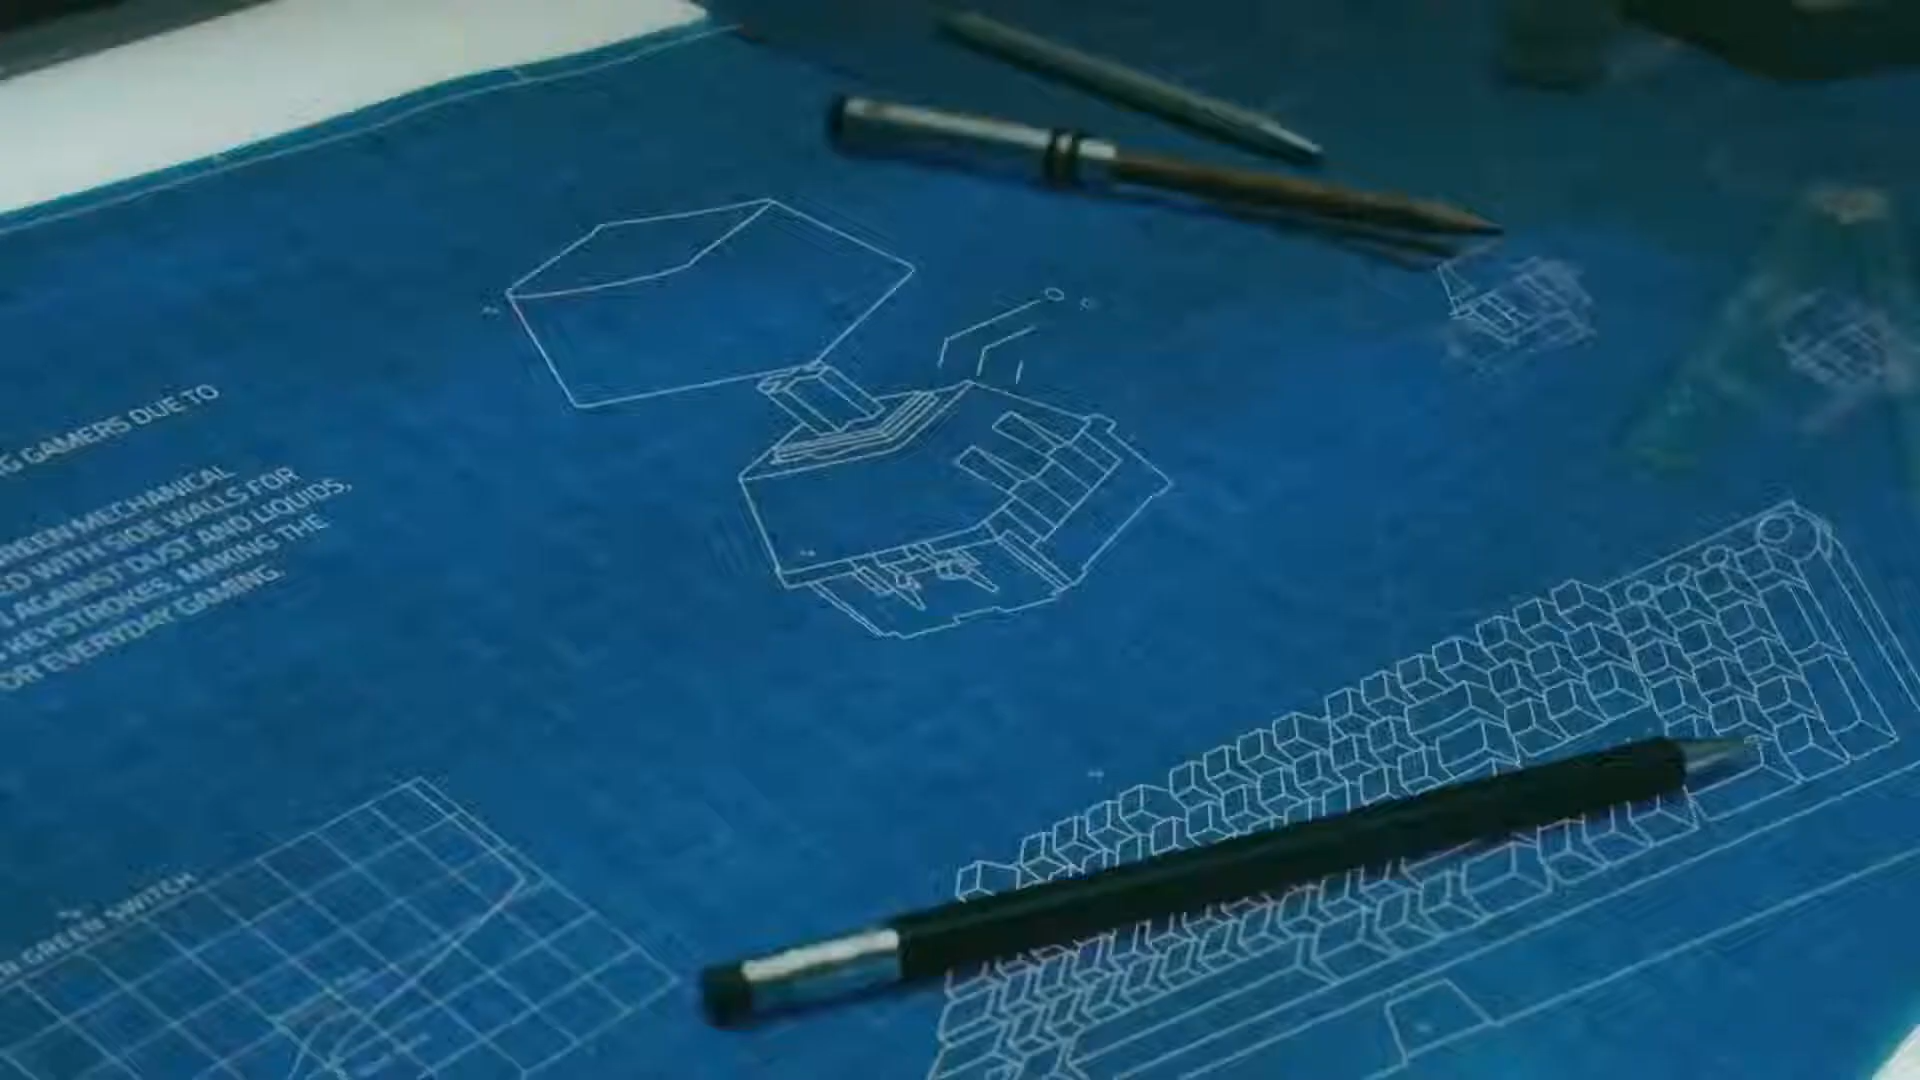 GAMERS DUE TO
GREEN MECHANICAL
WITH SIDE WALLS FOR
AGAINST DUST AND LIQUIDS,
KEYSTROKES, MAKING THE
OR EVERYDAY GAMING.
GREEN SWITCH